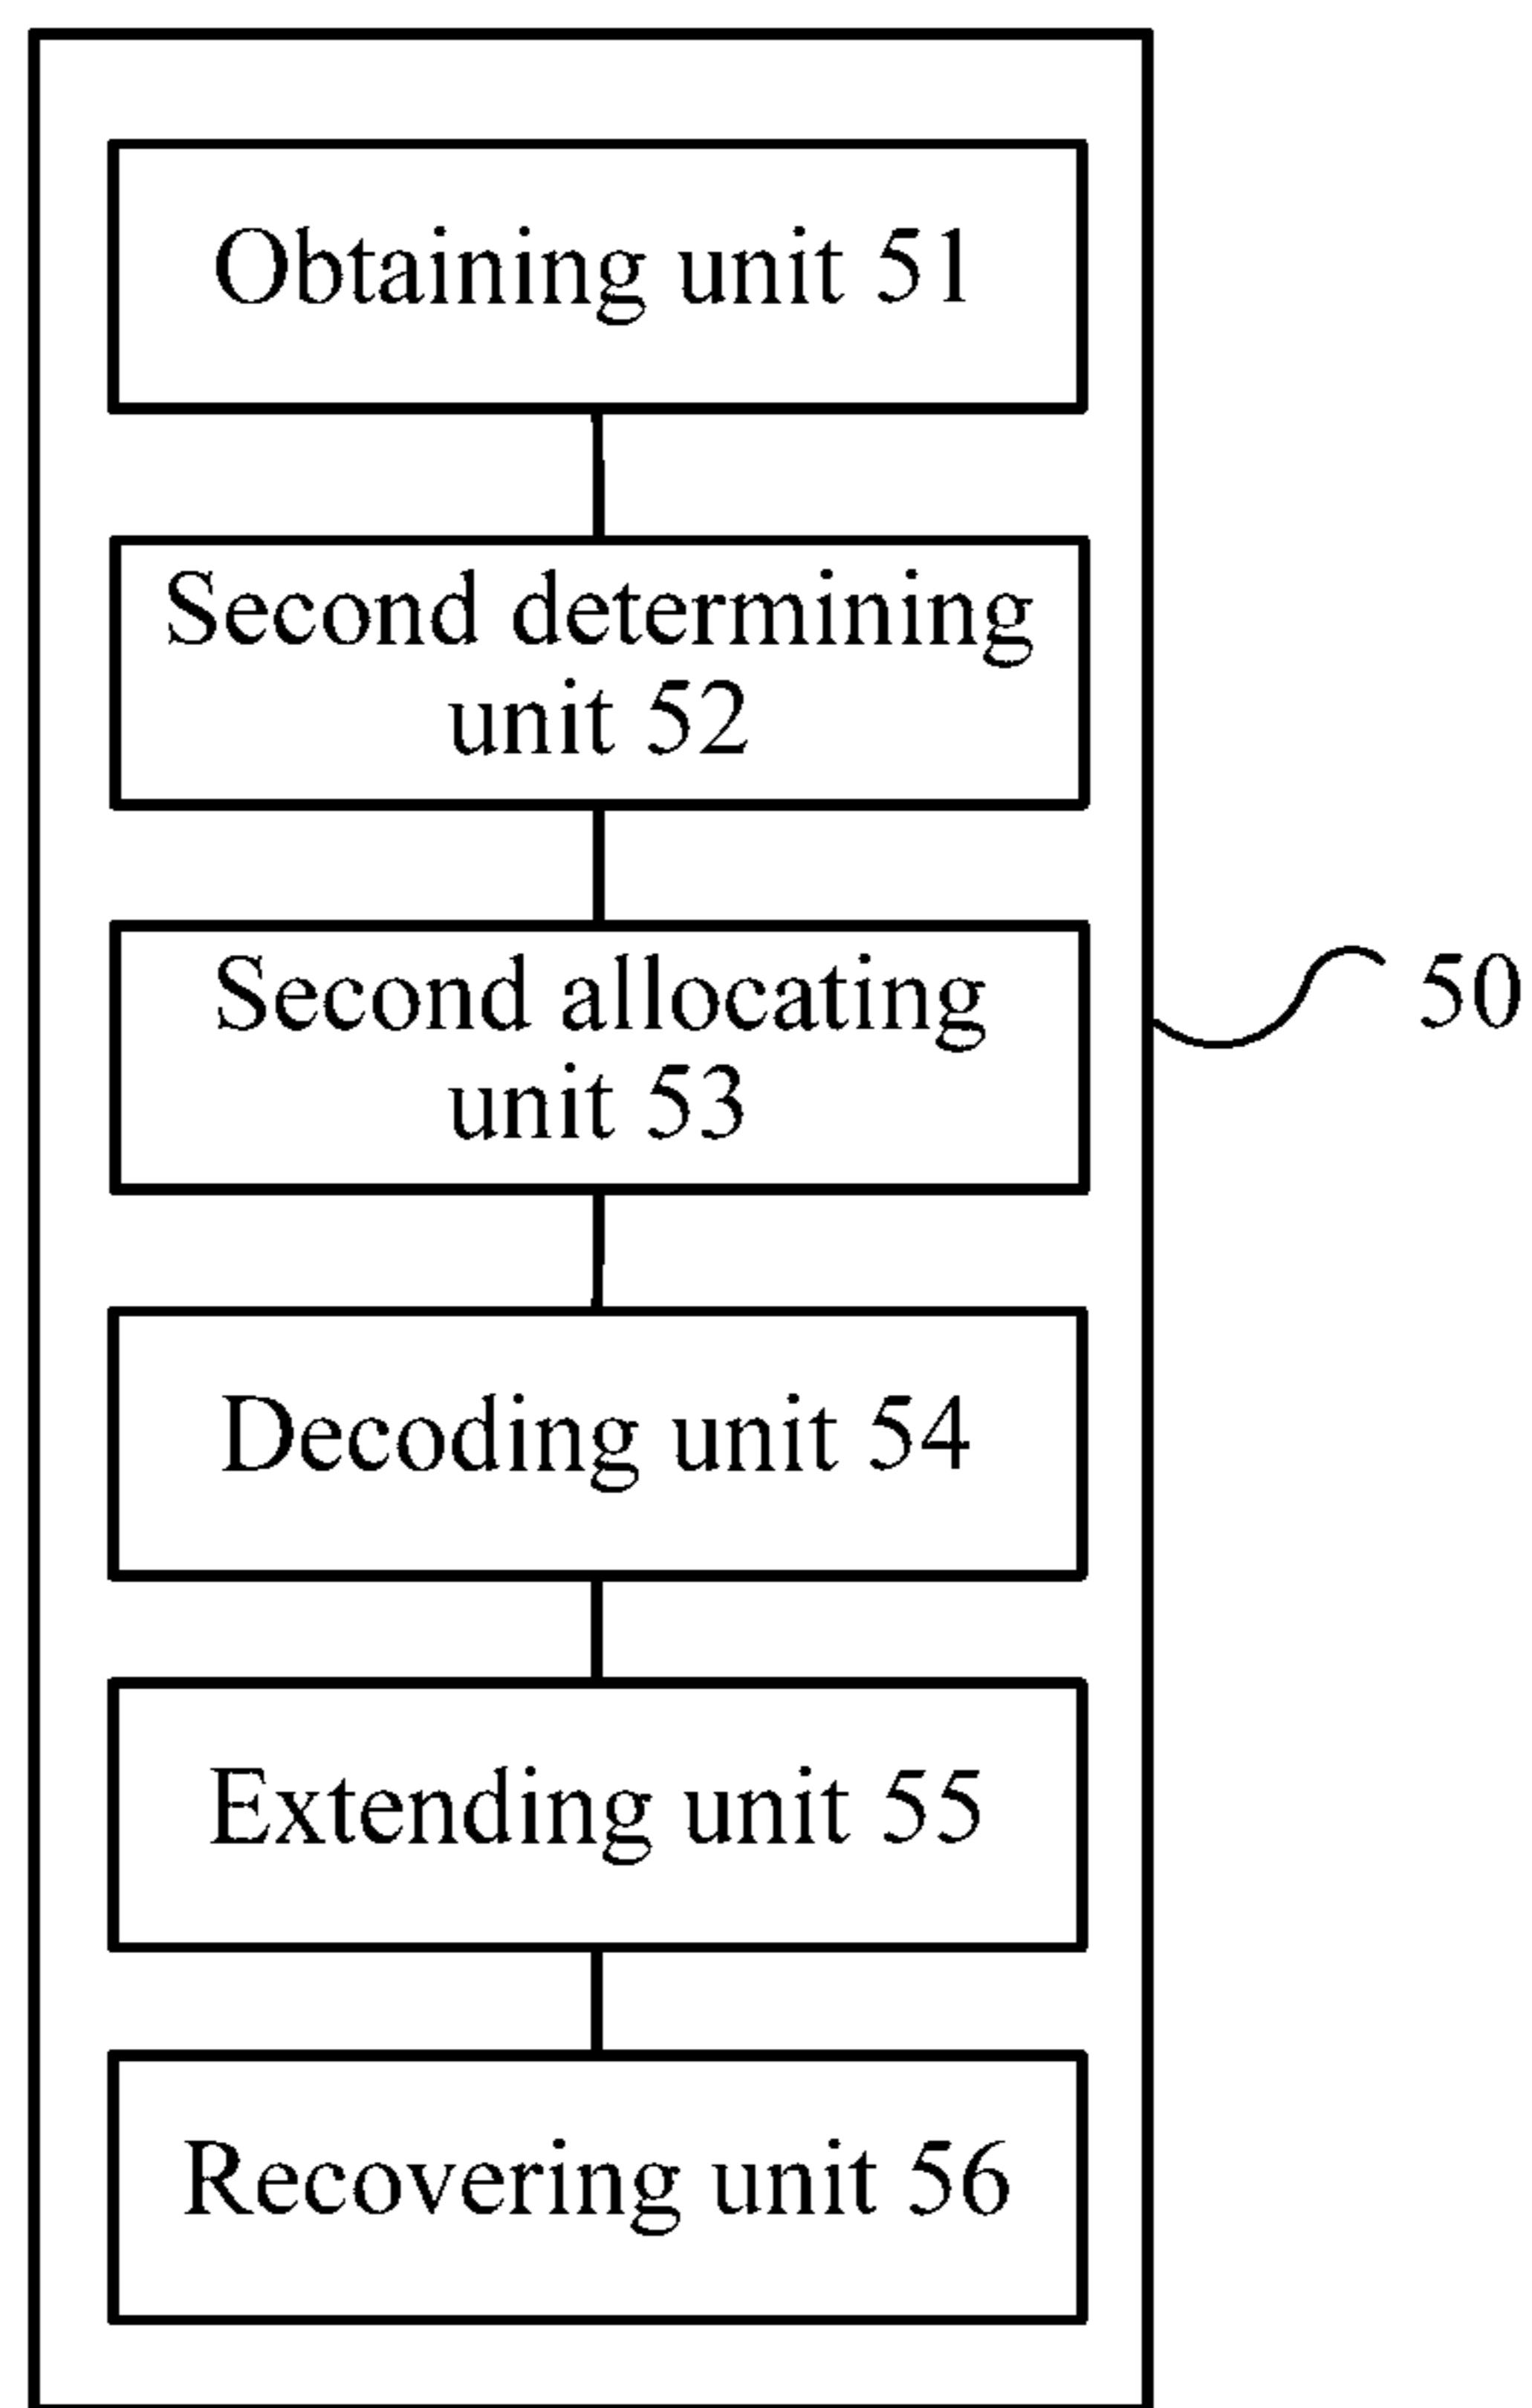 Obtaining unit 51
Second determining
unit 52
Second allocating
unit 53
50
Decoding unit 54
Extending unit 55
Recovering unit 56